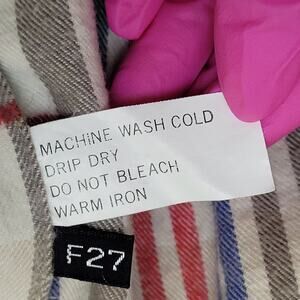 MACHINE WASH COLD
DRIP DRY
DO NOT BLEACH
WARM IRON
F27